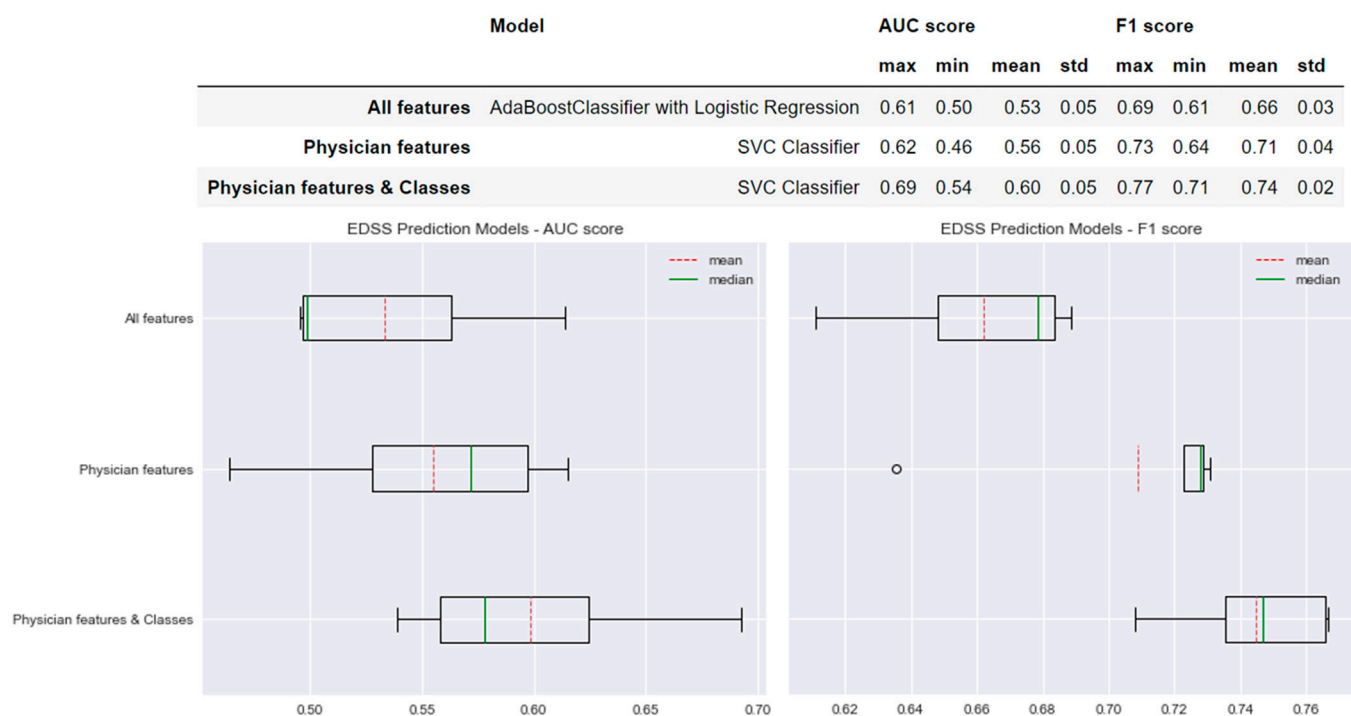 Model AUC score F1 score
max min mean std max min mean std
All features AdaBoostClassifier with Logistic Regression 0.61 0.50 0.53 0.05 0.69 0.61 0.66 0.03
Physician features SVC Classifier 0.62 0.46 0.56 0.05 0.73 0.64 0.71 0.04
Physician features & Classes SVC Classifier 0.69 0.54 0.60 0.05 0.77 0.71 0.74 0.02
EDSS Prediction Models - AUC score
mean
median
All features
Physician features
Physician features & Classes
0.50 0.55 0.60 0.65 0.70
EDSS Prediction Models - F1 score
mean
median
0.62 0.64 0.66 0.68 0.70 0.72 0.74 0.76